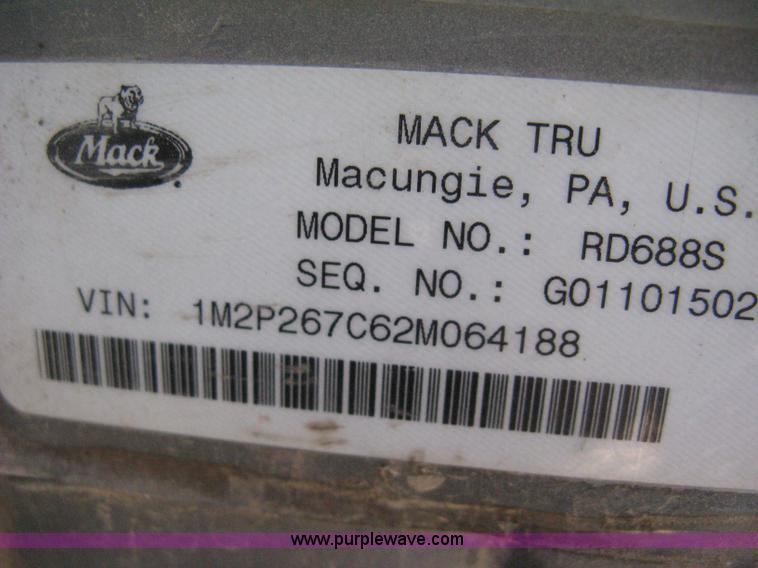 Mack
MACK TRU
Macungie, PA, U.S.
MODEL NO.: RD688S
SEQ. NO.: G01101502
VIN: 1M2P267C62M064188
www.purplewave.com